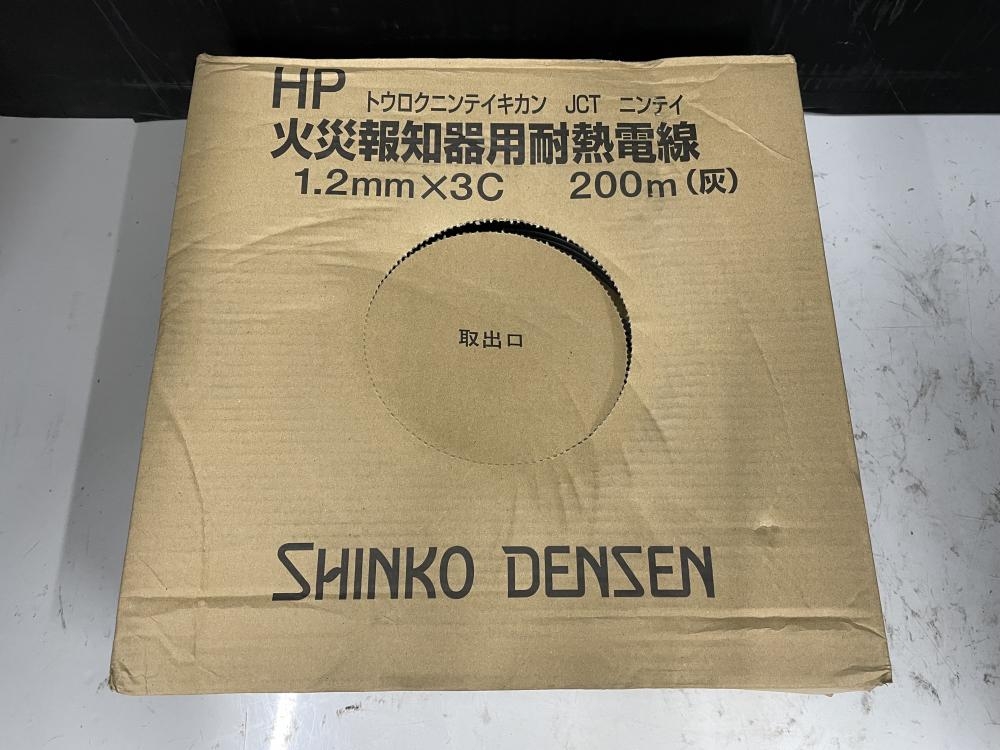 HP トウロクニンテイキカン JCT ニンテイ
火災報知器用耐熱電線
1.2mm×3C 200m(灰)
取出口
SHINKO DENSEN